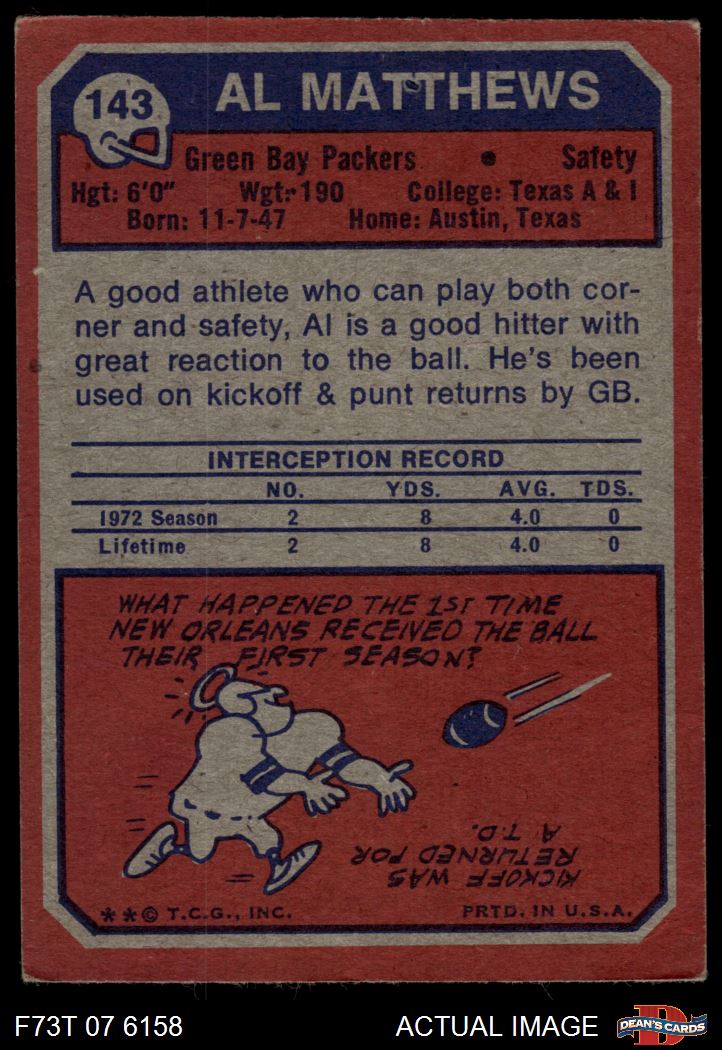 143
AL MATTHEWS
Green Bay Packers • Safety
Hgt: 6'0" Wgt: 190 College: Texas A & I
Born: 11-7-47 Home: Austin, Texas
A good athlete who can play both cor-
ner and safety, Al is a good hitter with
great reaction to the ball. He's been
used on kickoff & punt returns by GB.
INTERCEPTION RECORD
NO. YDS. AVG. TDS.
1972 Season 2 8 4.0 0
Lifetime 2 8 4.0 0
WHAT HAPPENED THE 1ST TIME
NEW ORLEANS RECEIVED THE BALL
THEIR FIRST SEASON?
KICKOFF WAS
RETURNED FOR
A T.D.
**© T.C.G., INC. PRTD. IN U.S.A.
F73T 07 6158 ACTUAL IMAGE
D
DEAN'S CARDS